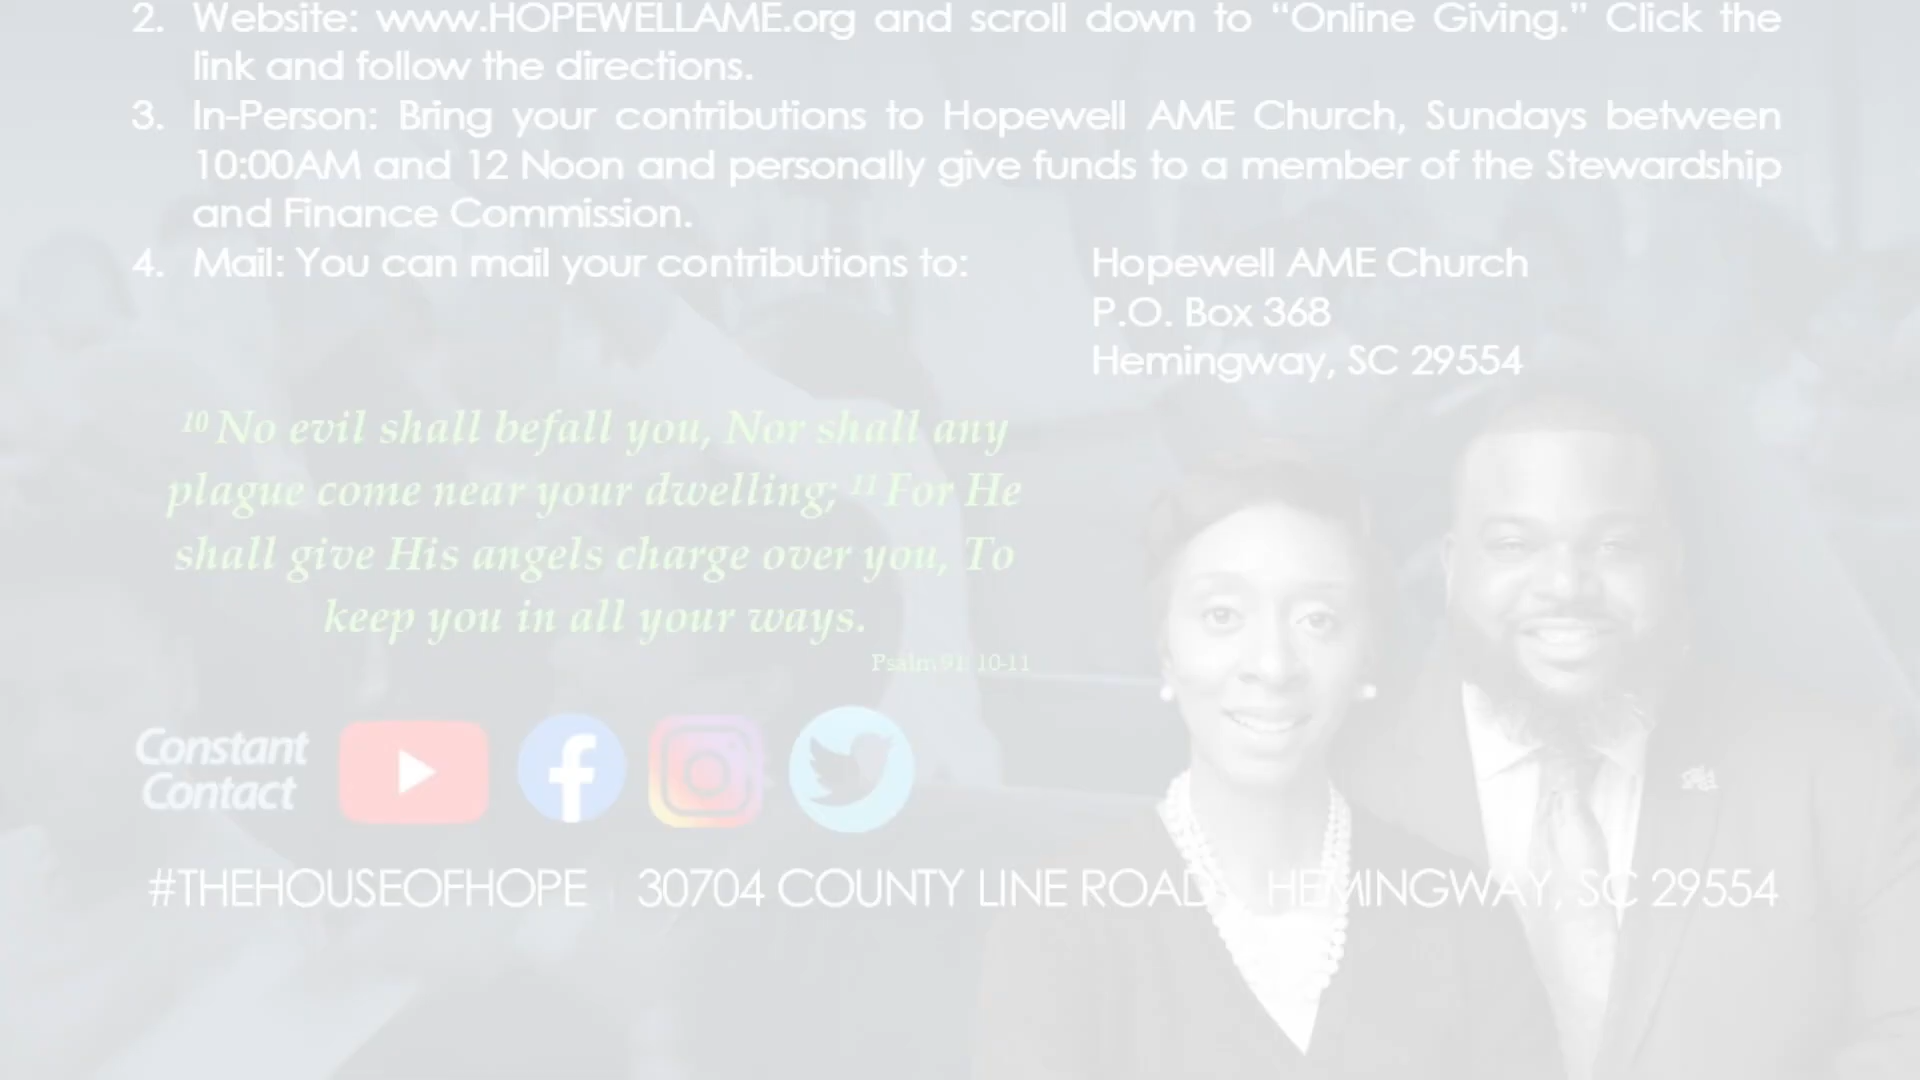 2. Website: www.HOPEWELLAME.org and scroll down to “Online Giving.” Click the
link and follow the directions.
3. In-Person: Bring your contributions to Hopewell AME Church, Sundays between
10:00AM and 12 Noon and personally give funds to a member of the Stewardship
and Finance Commission.
4. Mail: You can mail your contributions to: Hopewell AME Church
P.O. Box 368
Hemingway, SC 29554
10 No evil shall befall you, Nor shall any
plague come near your dwelling; 11 For He
shall give His angels charge over you, To
keep you in all your ways.
Psalm 91: 10-11
Constant
Contact
#THEHOUSEOFHOPE | 30704 COUNTY LINE ROAD | HEMINGWAY, SC 29554